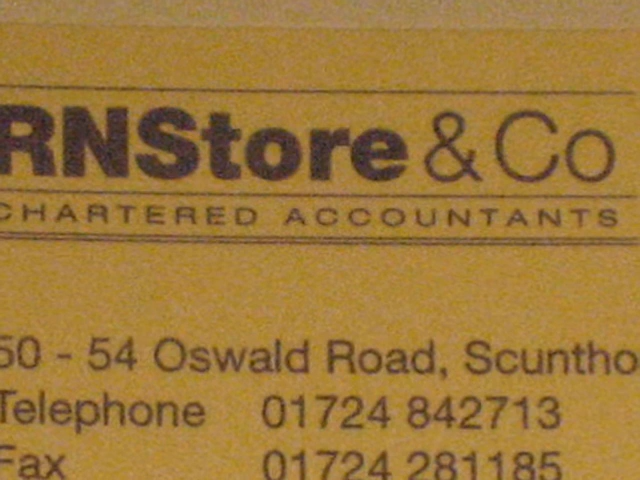 RNStore & Co
CHARTERED ACCOUNTANTS
50 - 54 Oswald Road, Scuntho
Telephone 01724 842713
Fax 01724 281185